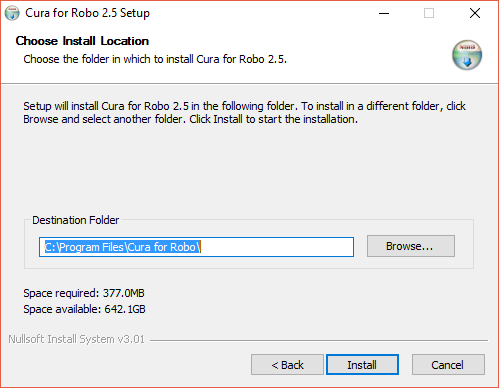 Cura for Robo 2.5 Setup
Choose Install Location
Choose the folder in which to install Cura for Robo 2.5.
Setup will install Cura for Robo 2.5 in the following folder. To install in a different folder, click
Browse and select another folder. Click Install to start the installation.
Destination Folder
C:\Program Files\Cura for Robo\
Browse...
Space required: 377.0MB
Space available: 642.1GB
Nullsoft Install System v3.01
< Back
Install
Cancel